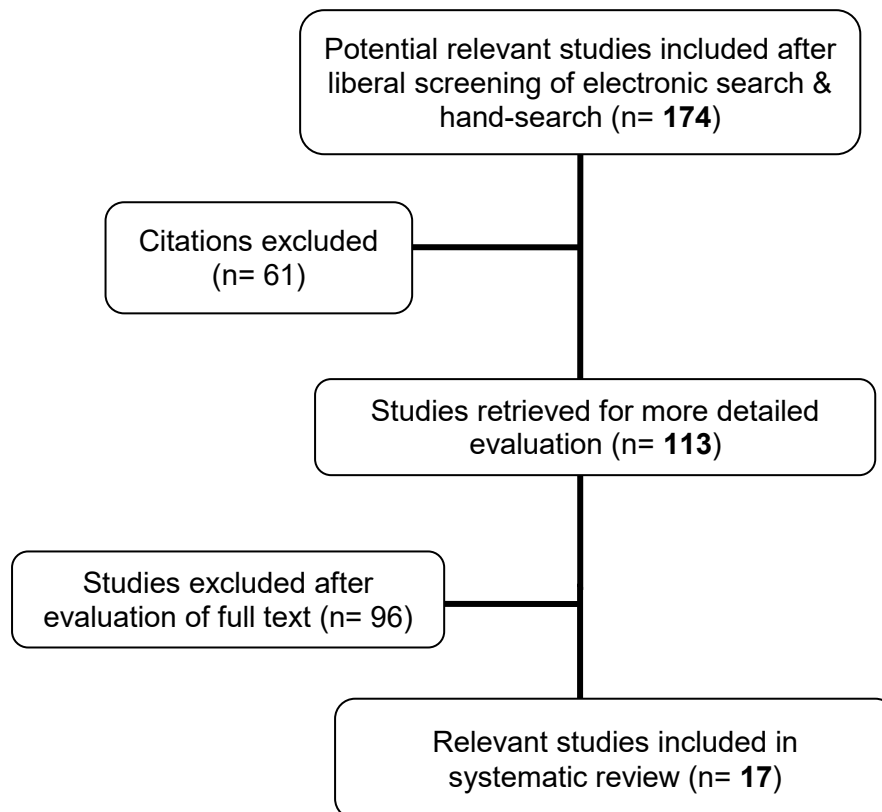 Potential relevant studies included after
liberal screening of electronic search &
hand-search (n= 174)
Citations excluded
(n= 61)
Studies retrieved for more detailed
evaluation (n= 113)
Studies excluded after
evaluation of full text (n= 96)
Relevant studies included in
systematic review (n= 17)